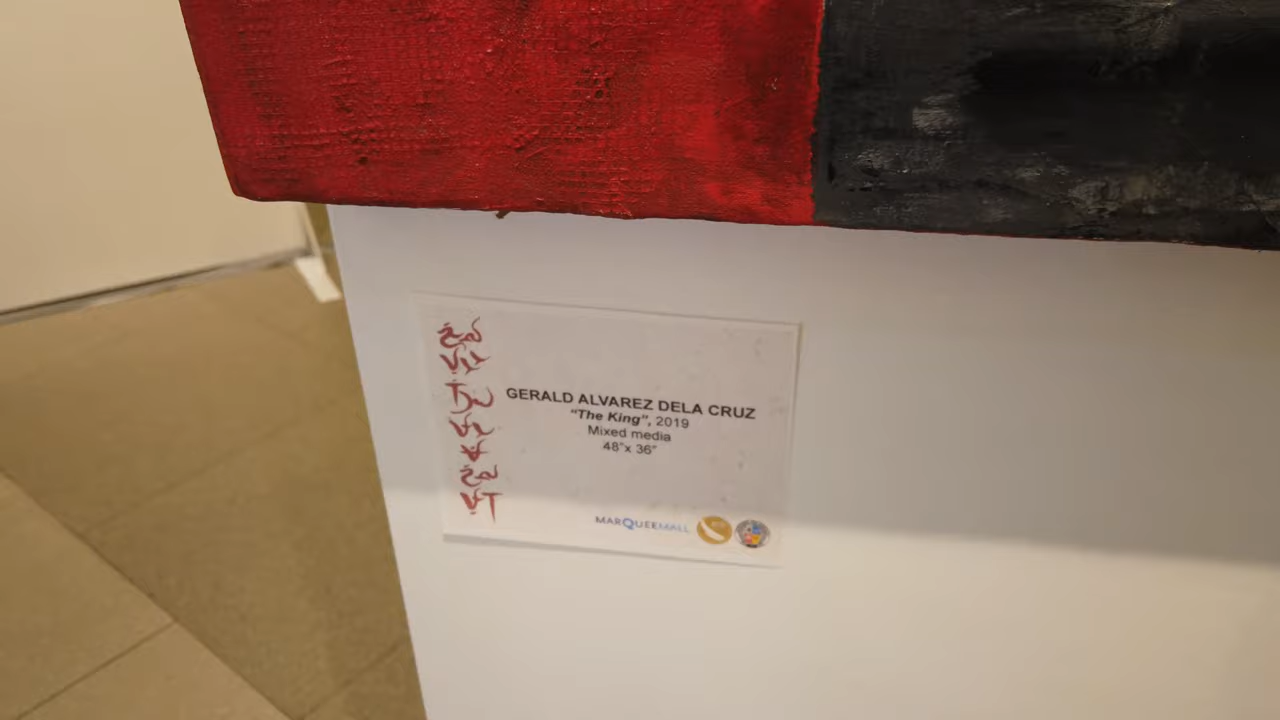 GERALD ALVAREZ DELA CRUZ
“The King”, 2019
Mixed media
48”x 36”
MARQUEEMALL